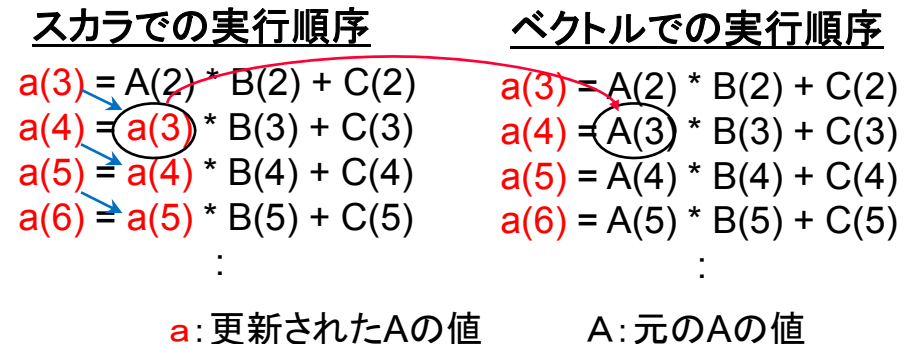 スカラでの実行順序
a(3) = A(2) * B(2) + C(2)
a(4) = a(3) * B(3) + C(3)
a(5) = a(4) * B(4) + C(4)
a(6) = a(5) * B(5) + C(5)
:
ベクトルでの実行順序
a(3) = A(2) * B(2) + C(2)
a(4) = A(3) * B(3) + C(3)
a(5) = A(4) * B(4) + C(4)
a(6) = A(5) * B(5) + C(5)
:
a:更新されたAの値
A:元のAの値